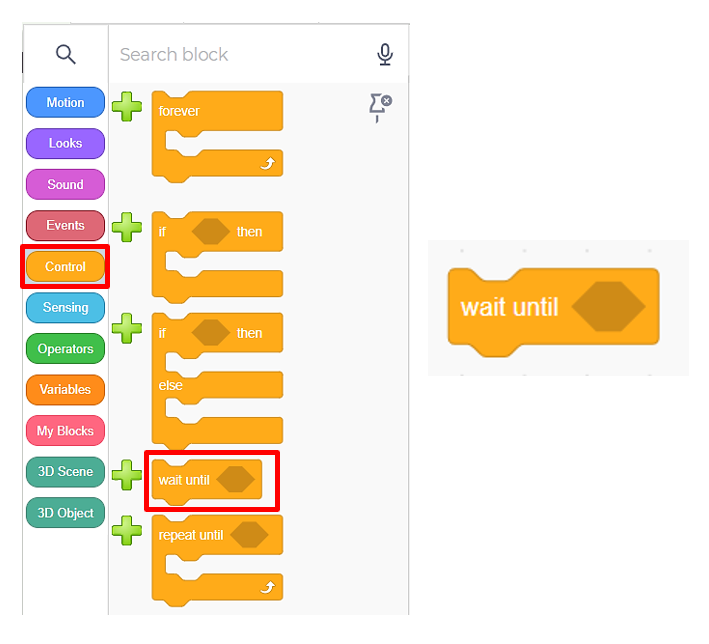 Search block
Motion
Looks
Sound
Events
Control
Sensing
Operators
Variables
My Blocks
3D Scene
3D Object
forever
if then
if then
else
wait until
repeat until
wait until